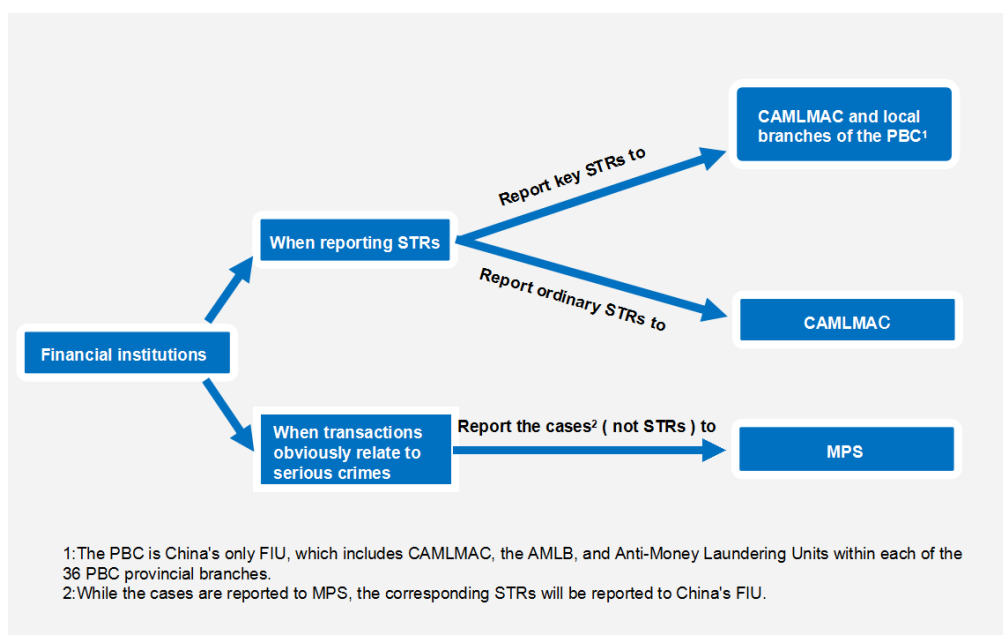 CAMLMAC and local
branches of the PBC¹
Report key STRs to
When reporting STRs
Report ordinary STRs to
CAMLMAC
Financial institutions
When transactions
obviously relate to
serious crimes
Report the cases² ( not STRs ) to
MPS
1:The PBC is China's only FIU, which includes CAMLMAC, the AMLB, and Anti-Money Laundering Units within each of the
36 PBC provincial branches.
2:While the cases are reported to MPS, the corresponding STRs will be reported to China's FIU.